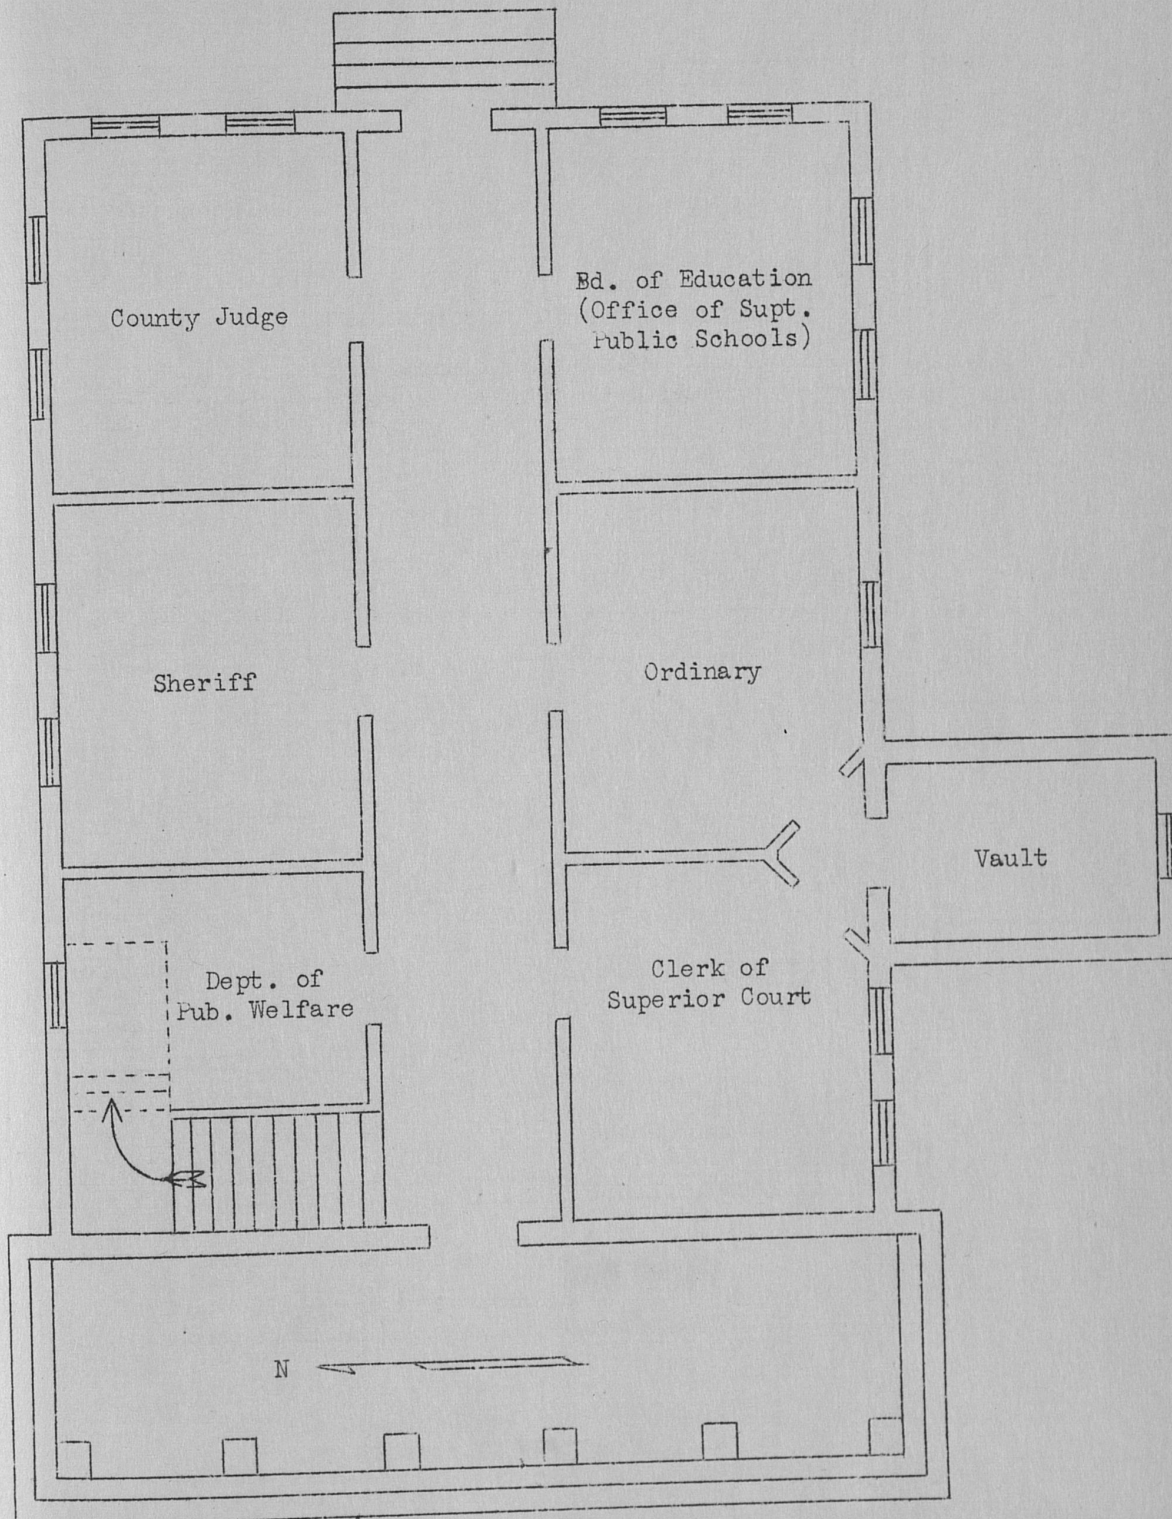 County Judge
Bd. of Education
(Office of Supt.
Public Schools)
Sheriff
Ordinary
Vault
Dept. of
Pub. Welfare
Clerk of
Superior Court
N